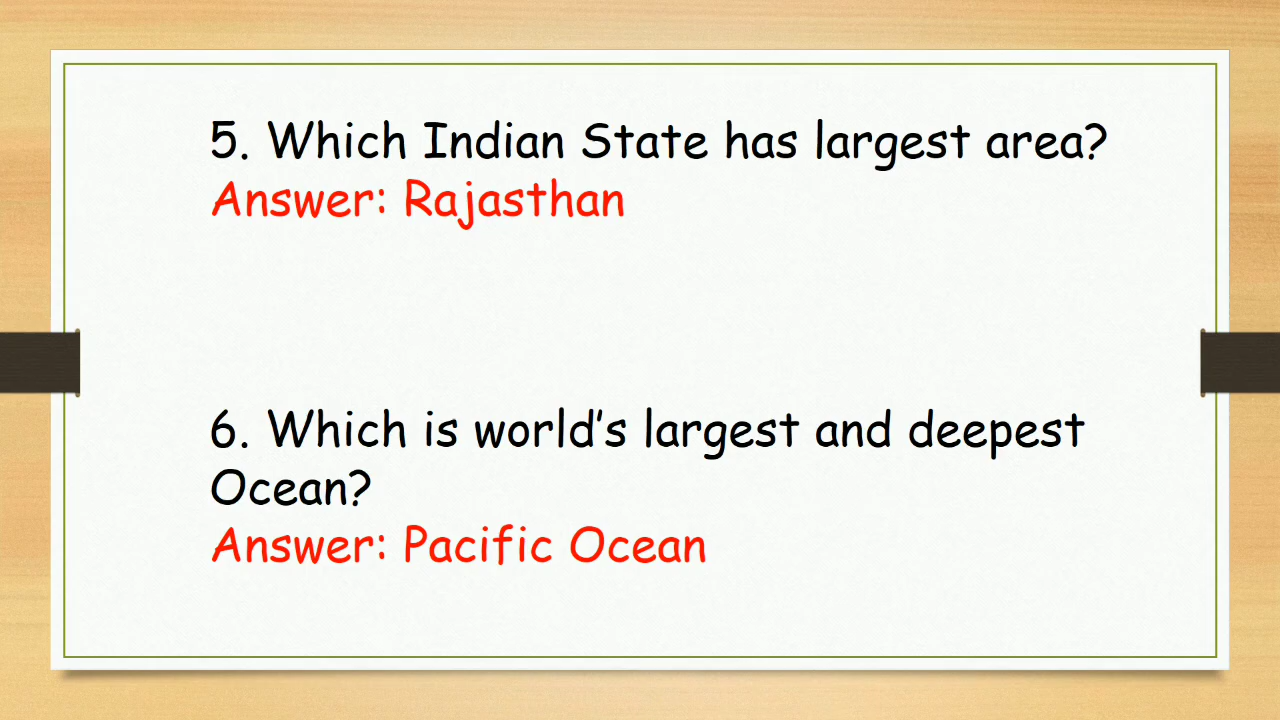 5. Which Indian State has largest area?
Answer: Rajasthan
6. Which is world’s largest and deepest
Ocean?
Answer: Pacific Ocean